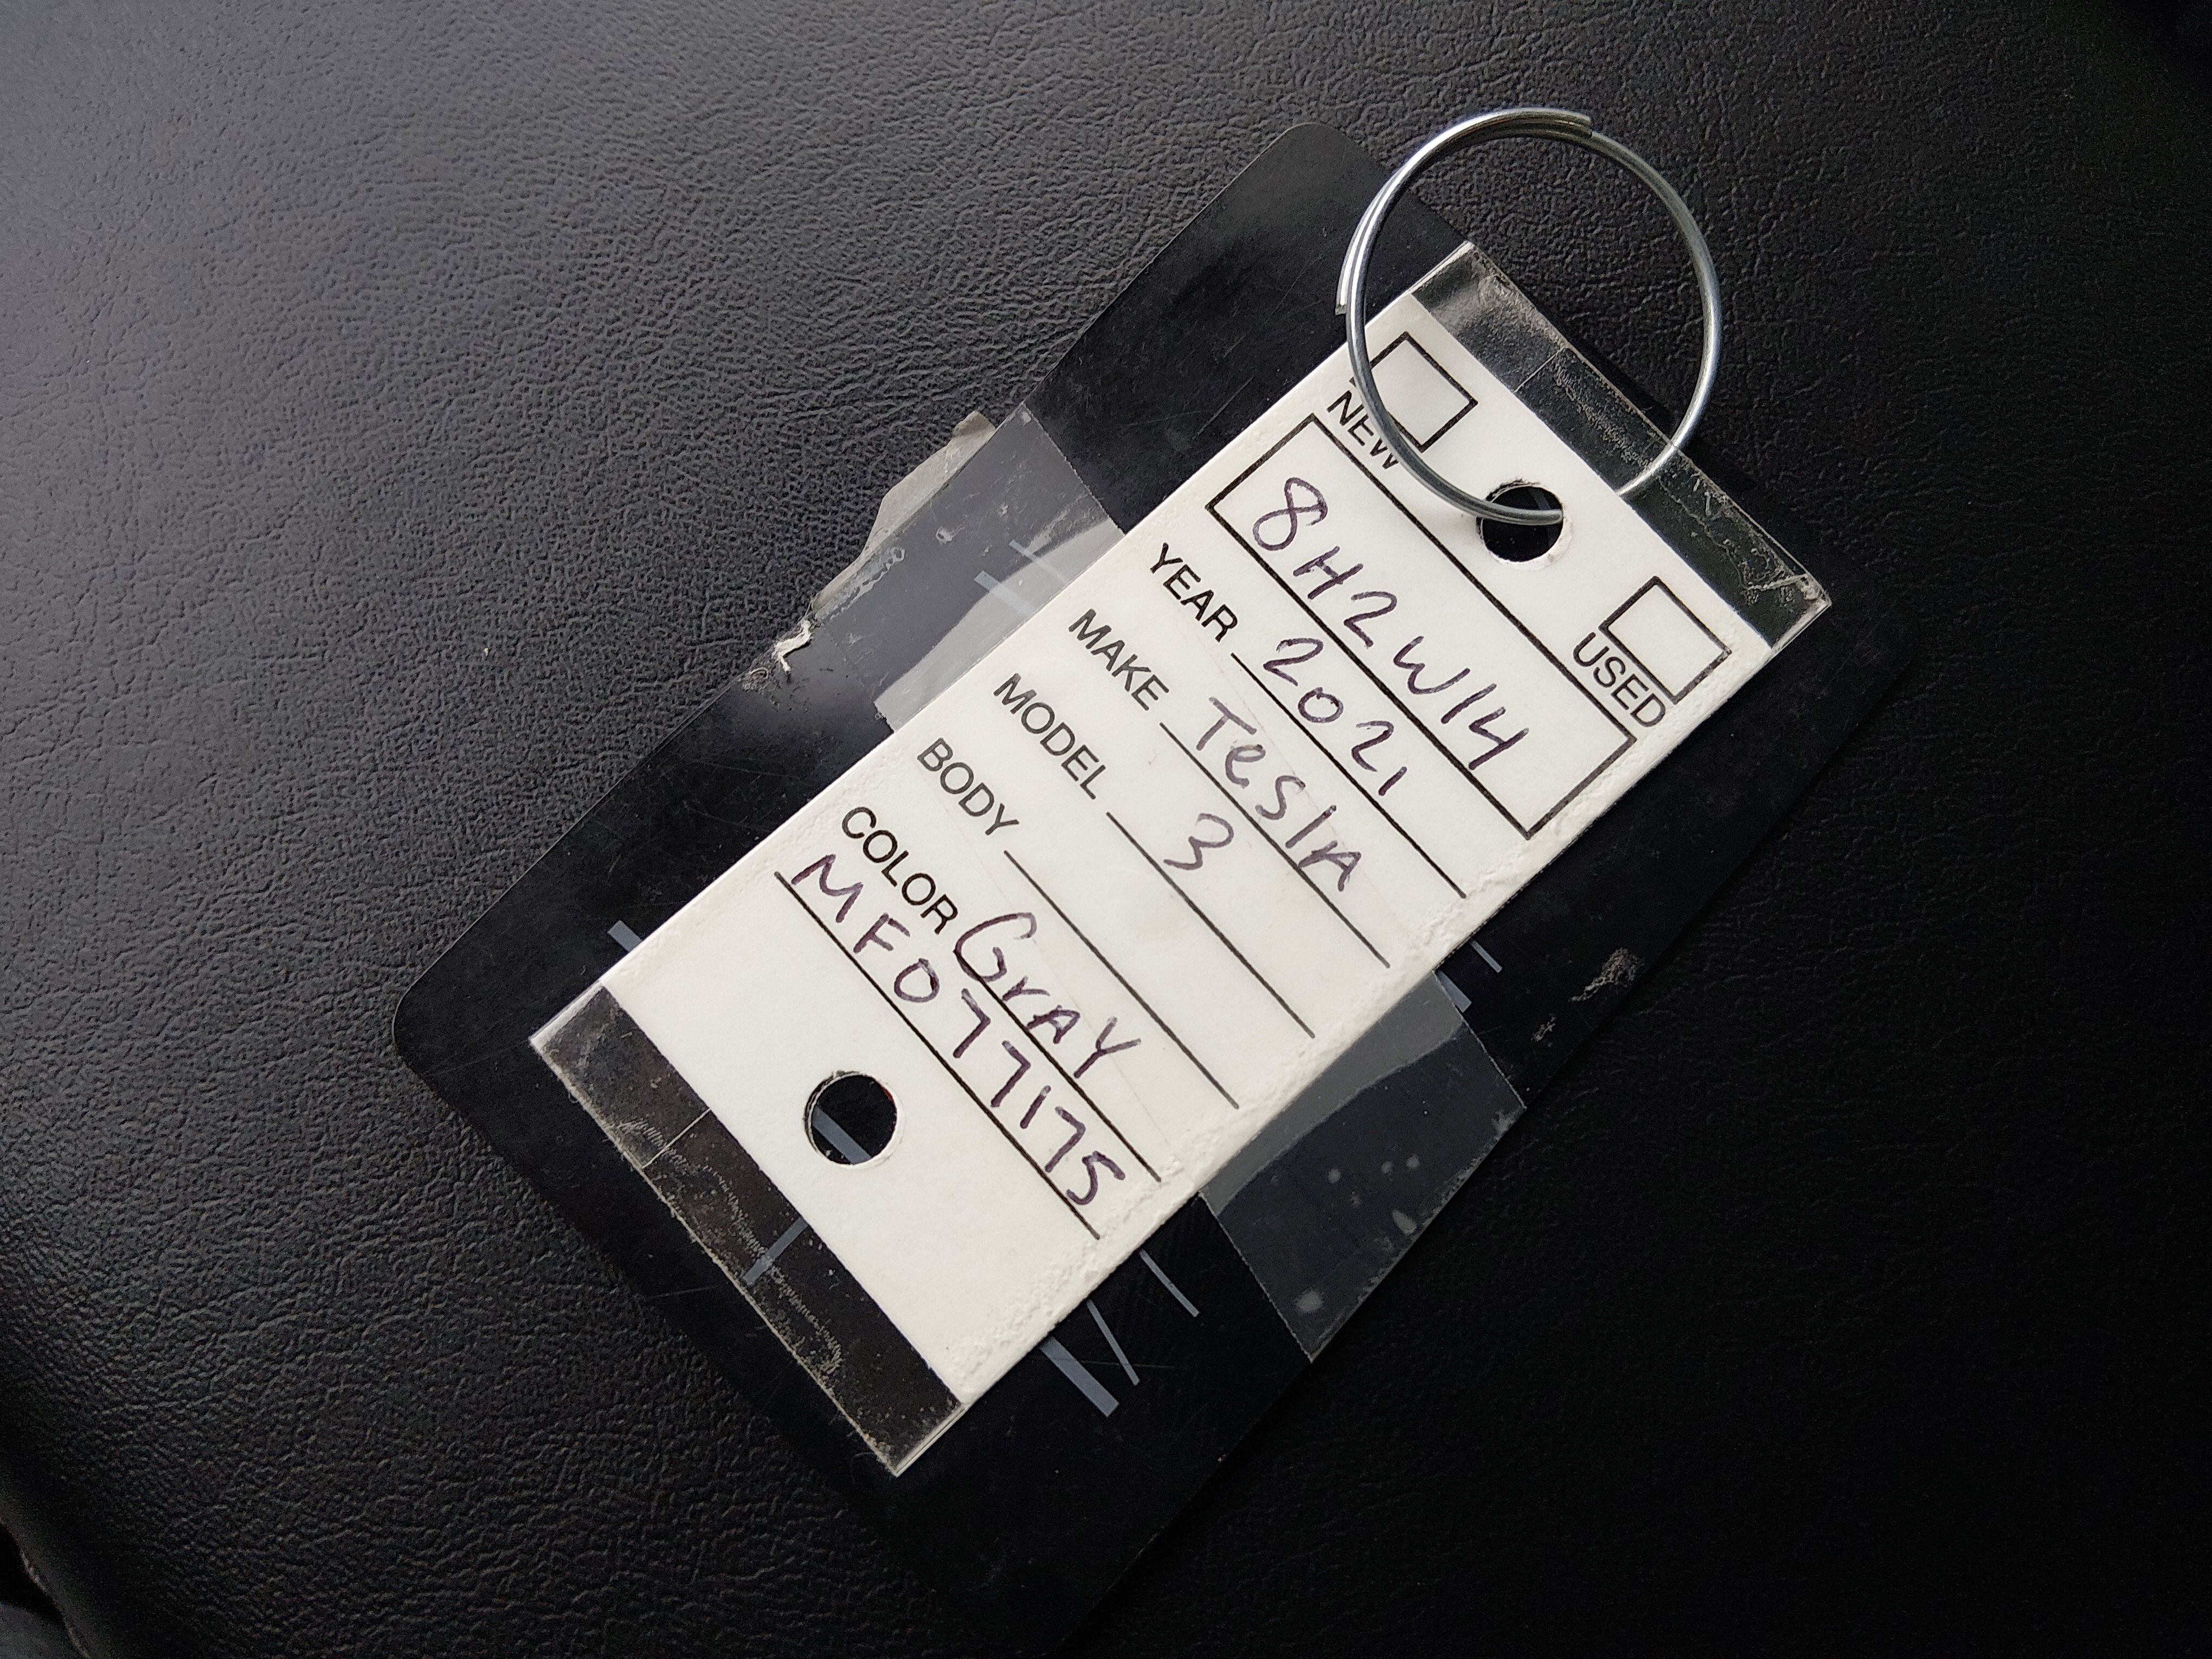 NEW
USED
8H2W14
YEAR 2021
MAKE TeslA
MODEL 3
BODY
COLOR GrAY
MF077175